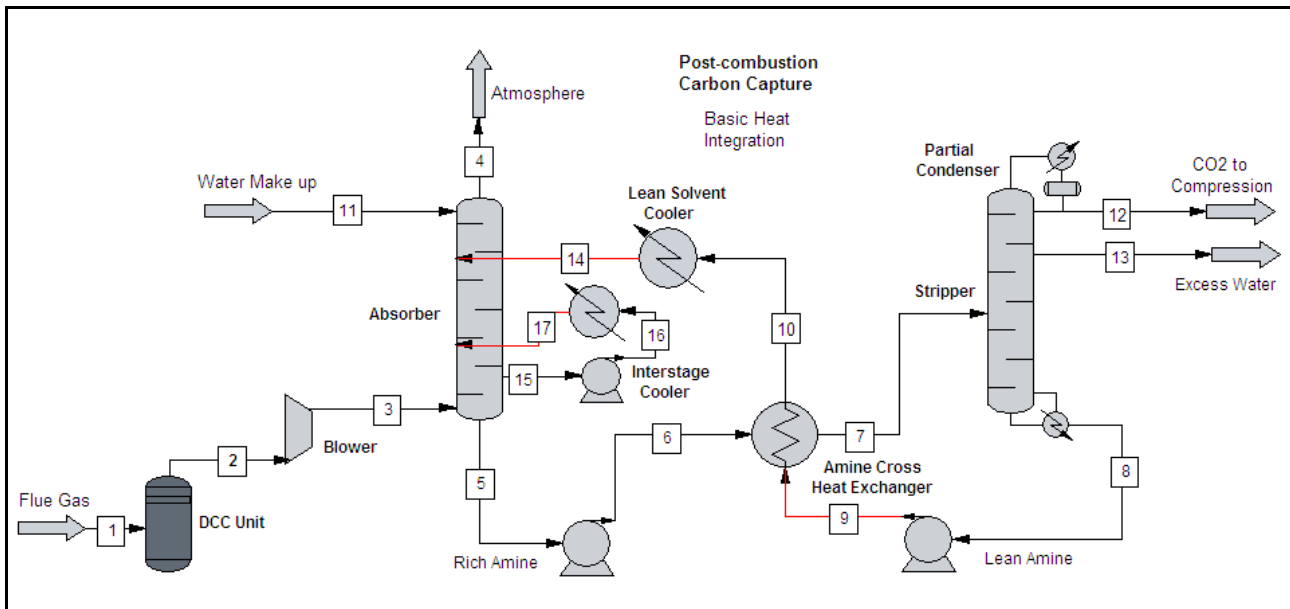 Post-combustion
Carbon Capture
Basic Heat
Integration
Atmosphere
4
Water Make up
11
Lean Solvent
Cooler
14
Absorber
17
16
15
Interstage
Cooler
10
Partial
Condenser
CO2 to
Compression
12
13
Excess Water
Stripper
3
Blower
2
Flue Gas
1
DCC Unit
5
6
7
Amine Cross
Heat Exchanger
8
9
Rich Amine
Lean Amine